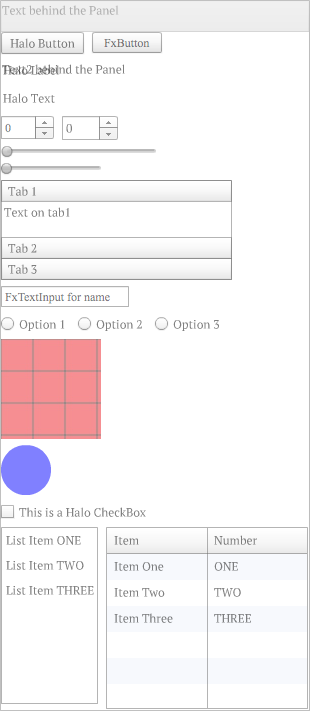 Text behind the Panel
Halo Button FxButton
Text2 behind the Panel
Halo Label
Halo Text
0 0
Tab 1
Text on tab1
Tab 2
Tab 3
FxTextInput for name
Option 1 Option 2 Option 3
This is a Halo CheckBox
List Item ONE
List Item TWO
List Item THREE
Item Number
Item One ONE
Item Two TWO
Item Three THREE